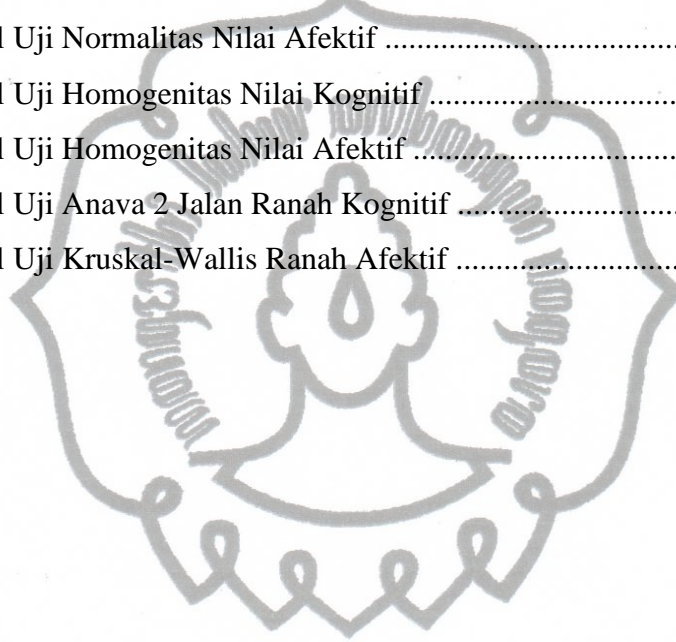 l Uji Normalitas Nilai Afektif ..........................................
l Uji Homogenitas Nilai Kognitif ....................................
l Uji Homogenitas Nilai Afektif ......................................
l Uji Anava 2 Jalan Ranah Kognitif ................................
l Uji Kruskal-Wallis Ranah Afektif ................................